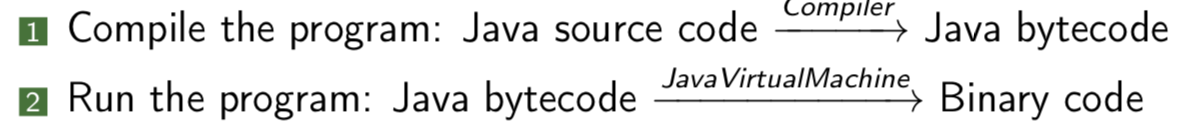 1 Compile the program: Java source code Compiler Java bytecode
2 Run the program: Java bytecode JavaVirtualMachine Binary code